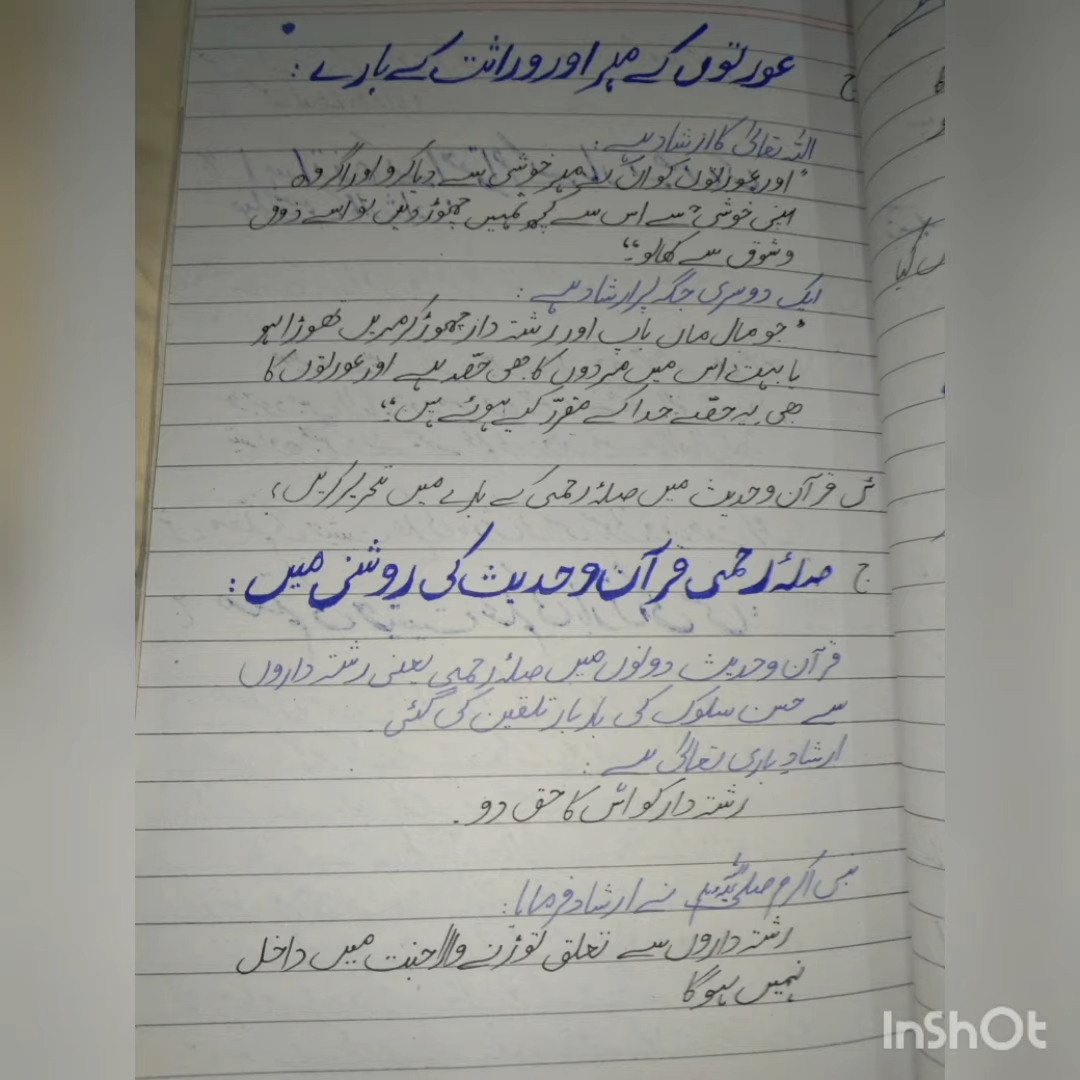 ج عورتوں کے مہر اور وراثت کے بارے :
اللہ تعالیٰ کا ارشاد ہے :
"اور عورتوں کو ان کے مہر خوشی سے دیا کرو اور اگر وہ
اپنی خوشی سے اس سے کچھ تمہیں چھوڑ دیں تو اسے ذوق
و شوق سے کھالو۔"
ایک دوسری جگہ پر ارشاد ہے :
"جو مال ماں باپ اور رشتہ دار چھوڑ کر مریں تھوڑا ہو
یا بہت اس میں مردوں کا بھی حصہ ہے اور عورتوں کا
بھی یہ حصے خدا کے مقرر کیے ہوئے ہیں۔"
س قرآن و حدیث میں صلۂ رحمی کے بارے میں تحریر کریں؟
ج صلۂ رحمی قرآن و حدیث کی روشنی میں :
قرآن و حدیث دونوں میں صلۂ رحمی یعنی رشتہ داروں
سے حسن سلوک کی بار بار تلقین کی گئی
ارشادِ باری تعالیٰ ہے :
رشتہ دار کو اس کا حق دو .
نبی اکرم صلی اللہ علیہ وسلم نے ارشاد فرمایا :
رشتہ داروں سے تعلق توڑنے والا جنت میں داخل
نہیں ہوگا
InShOt